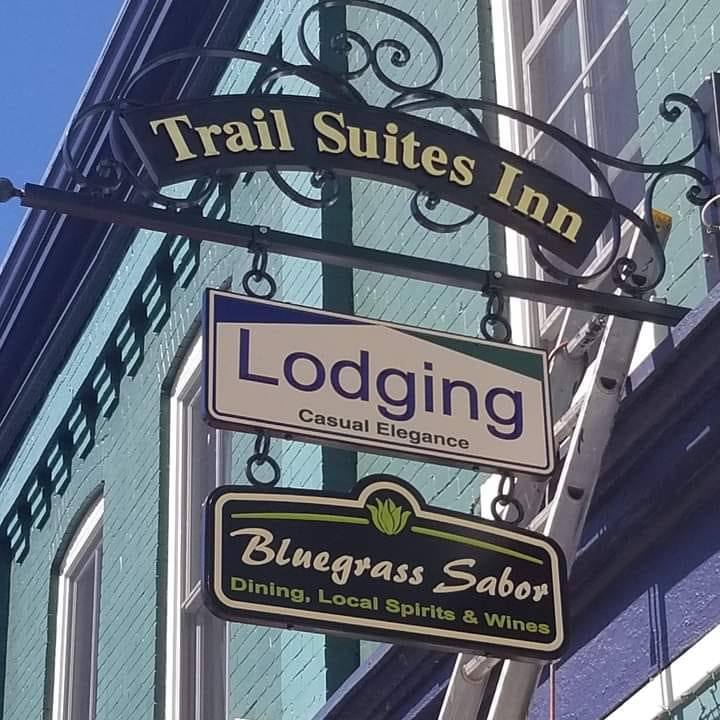 Trail Suites Inn
Lodging
Casual Elegance
Bluegrass Sabor
Dining, Local Spirits & Wines